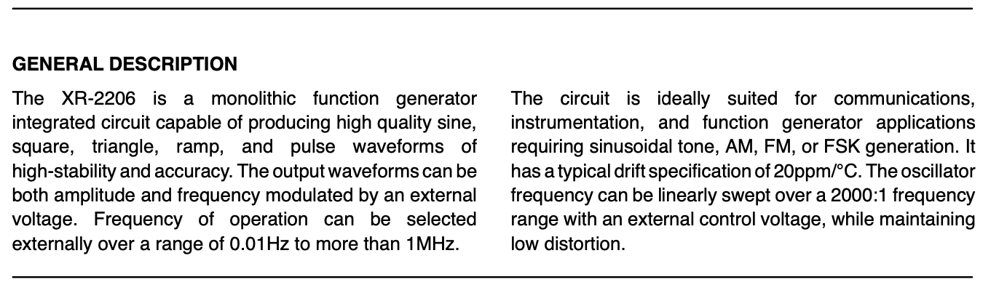 GENERAL DESCRIPTION
The XR-2206 is a monolithic function generator
integrated circuit capable of producing high quality sine,
square, triangle, ramp, and pulse waveforms of
high-stability and accuracy. The output waveforms can be
both amplitude and frequency modulated by an external
voltage. Frequency of operation can be selected
externally over a range of 0.01Hz to more than 1MHz.
The circuit is ideally suited for communications,
instrumentation, and function generator applications
requiring sinusoidal tone, AM, FM, or FSK generation. It
has a typical drift specification of 20ppm/°C. The oscillator
frequency can be linearly swept over a 2000:1 frequency
range with an external control voltage, while maintaining
low distortion.